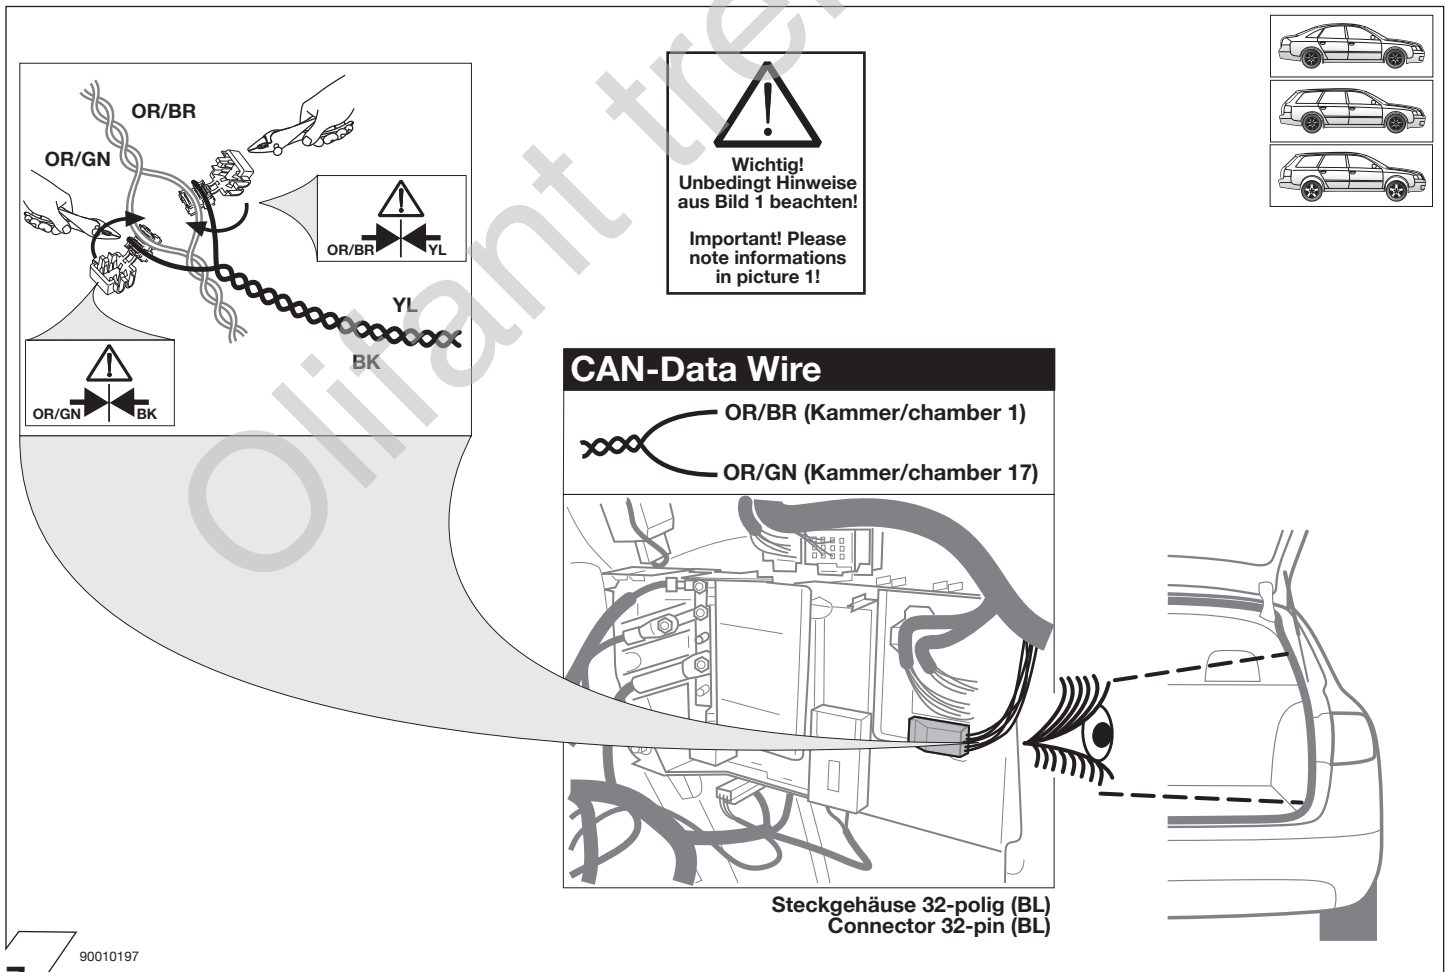 OR/BR
OR/GN
OR/BR YL
YL
BK
OR/GN BK
Wichtig!
Unbedingt Hinweise
aus Bild 1 beachten!
Important! Please
note informations
in picture 1!
CAN-Data Wire
OR/BR (Kammer/chamber 1)
OR/GN (Kammer/chamber 17)
Steckgehäuse 32-polig (BL)
Connector 32-pin (BL)
90010197
Olifant tre